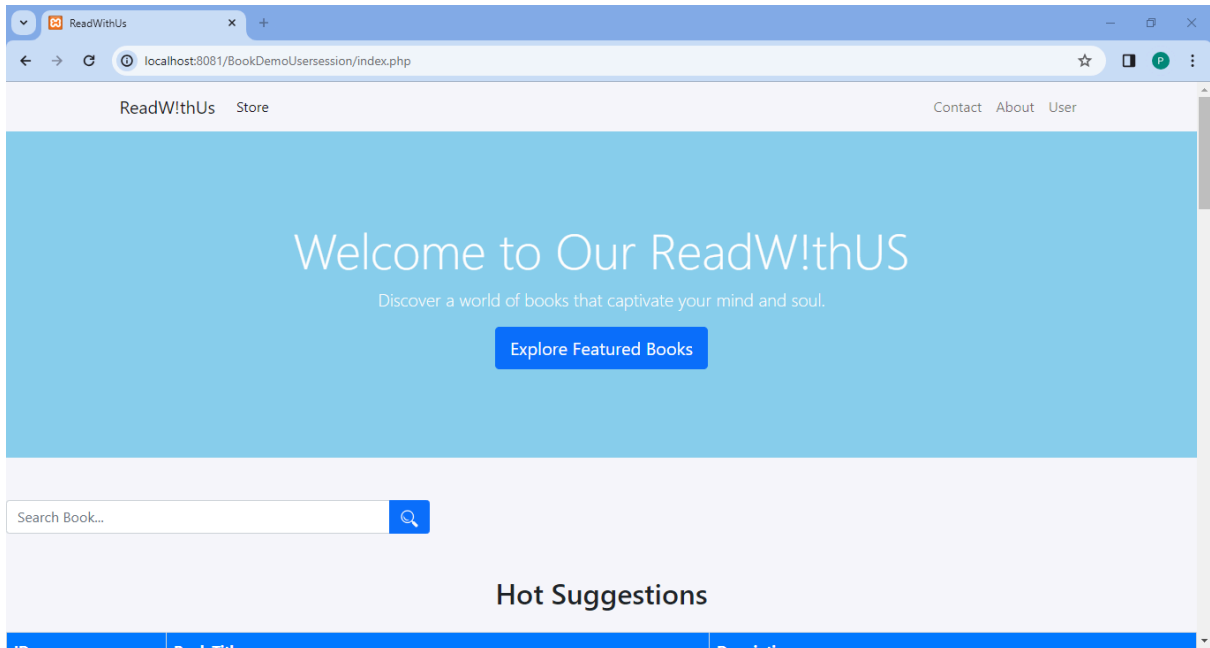 ReadWithUs
localhost:8081/BookDemoUsersession/index.php
P
ReadW!thUs Store Contact About User
Welcome to Our ReadW!thUS
Discover a world of books that captivate your mind and soul.
Explore Featured Books
Search Book...
Hot Suggestions